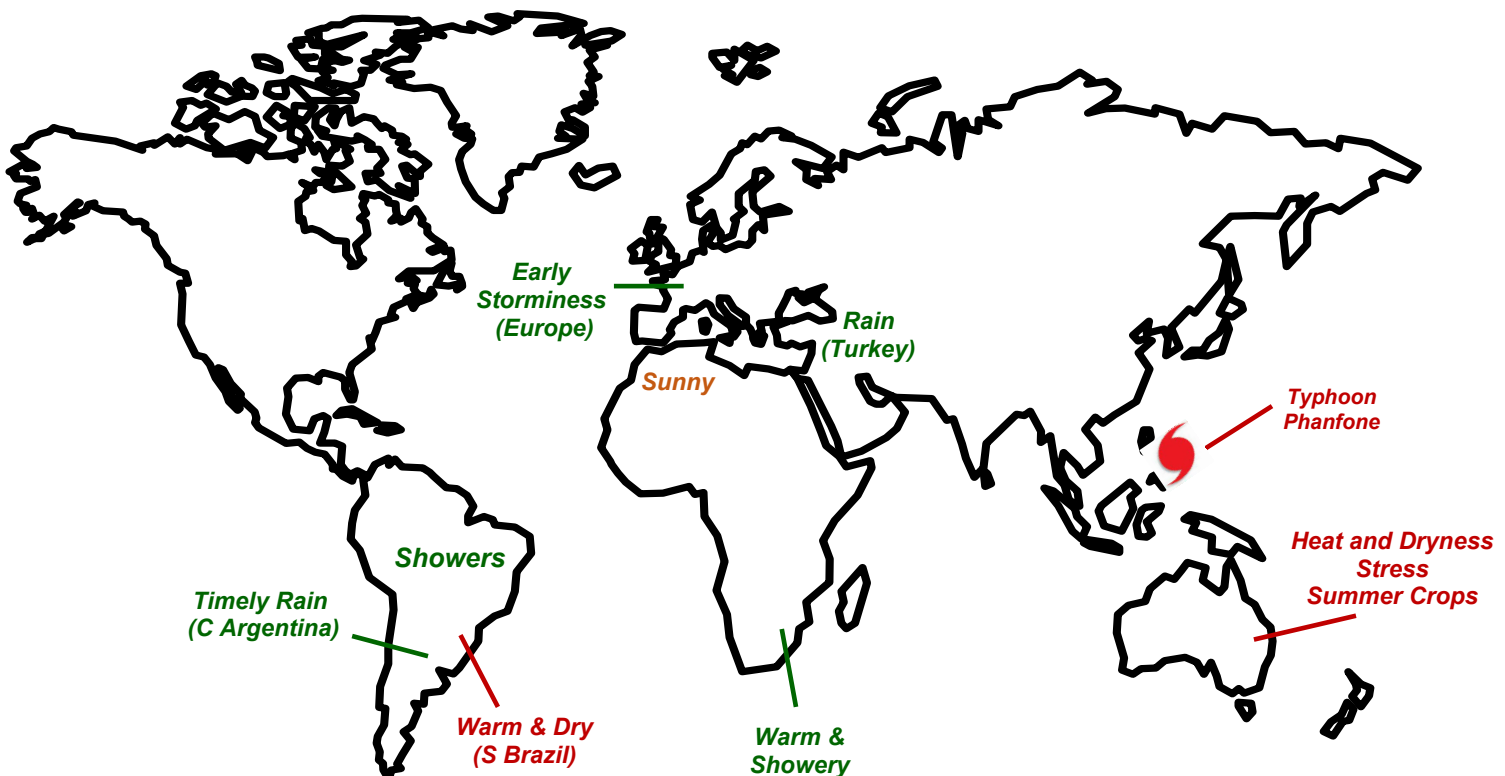 Early
Storminess
(Europe)
Rain
(Turkey)
Sunny
Typhoon
Phanfone
Showers
Heat and Dryness
Stress
Summer Crops
Timely Rain
(C Argentina)
Warm & Dry
(S Brazil)
Warm &
Showery